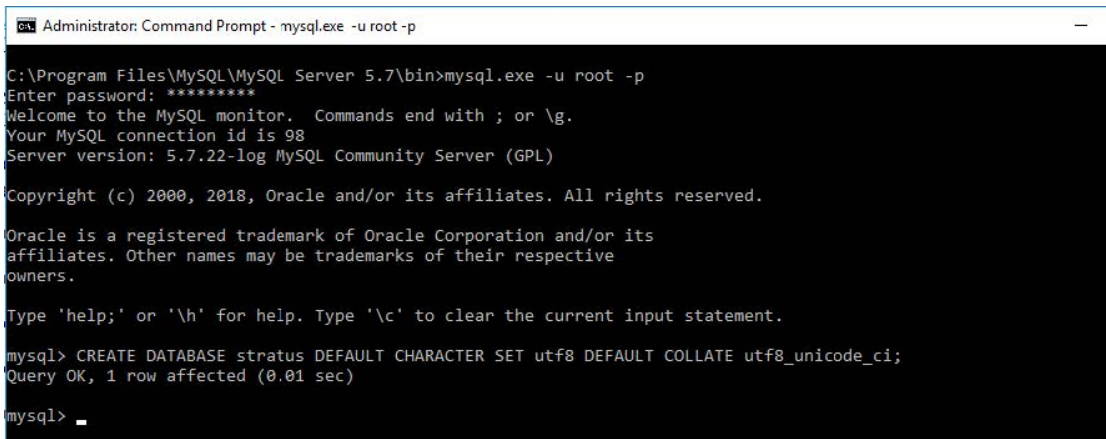 Administrator: Command Prompt - mysql.exe -u root -p
C:\Program Files\MySQL\MySQL Server 5.7\bin>mysql.exe -u root -p
Enter password: *********
Welcome to the MySQL monitor.  Commands end with ; or \g.
Your MySQL connection id is 98
Server version: 5.7.22-log MySQL Community Server (GPL)
Copyright (c) 2000, 2018, Oracle and/or its affiliates. All rights reserved.
Oracle is a registered trademark of Oracle Corporation and/or its
affiliates. Other names may be trademarks of their respective
owners.
Type 'help;' or '\h' for help. Type '\c' to clear the current input statement.
mysql> CREATE DATABASE stratus DEFAULT CHARACTER SET utf8 DEFAULT COLLATE utf8_unicode_ci;
Query OK, 1 row affected (0.01 sec)
mysql> _